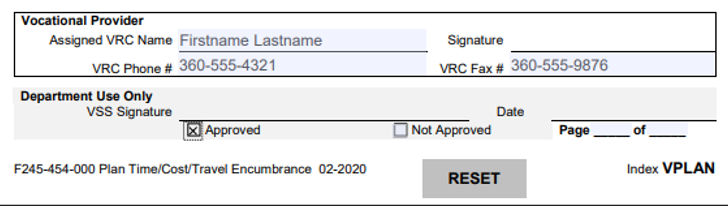 Vocational Provider
Assigned VRC Name Firstname Lastname Signature
VRC Phone # 360-555-4321 VRC Fax # 360-555-9876
Department Use Only
VSS Signature Date
☒ Approved ☐ Not Approved Page _____ of _____
F245-454-000 Plan Time/Cost/Travel Encumbrance 02-2020 RESET Index VPLAN